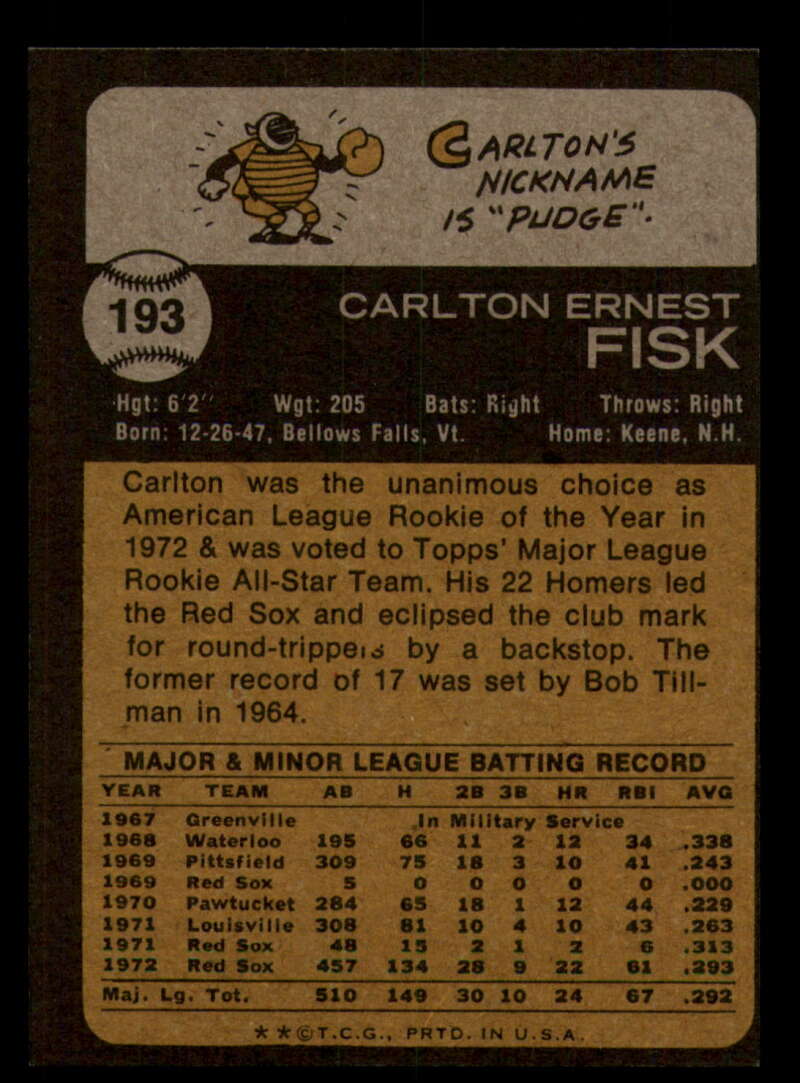 CARLTON'S
NICKNAME
IS "PUDGE".
193
CARLTON ERNEST
FISK
Hgt: 6'2" Wgt: 205 Bats: Right Throws: Right
Born: 12-26-47, Bellows Falls, Vt. Home: Keene, N.H.
Carlton was the unanimous choice as
American League Rookie of the Year in
1972 & was voted to Topps' Major League
Rookie All-Star Team. His 22 Homers led
the Red Sox and eclipsed the club mark
for round-trippers by a backstop. The
former record of 17 was set by Bob Till-
man in 1964.
MAJOR & MINOR LEAGUE BATTING RECORD
YEAR TEAM AB H 2B 3B HR RBI AVG
1967 Greenville In Military Service
1968 Waterloo 195 66 11 2 12 34 .338
1969 Pittsfield 309 75 18 3 10 41 .243
1969 Red Sox 5 0 0 0 0 0 .000
1970 Pawtucket 284 65 18 1 12 44 .229
1971 Louisville 308 81 10 4 10 43 .263
1971 Red Sox 48 15 2 1 2 6 .313
1972 Red Sox 457 134 28 9 22 61 .293
Maj. Lg. Tot. 510 149 30 10 24 67 .292
* *©T.C.G., PRTD. IN U.S.A.